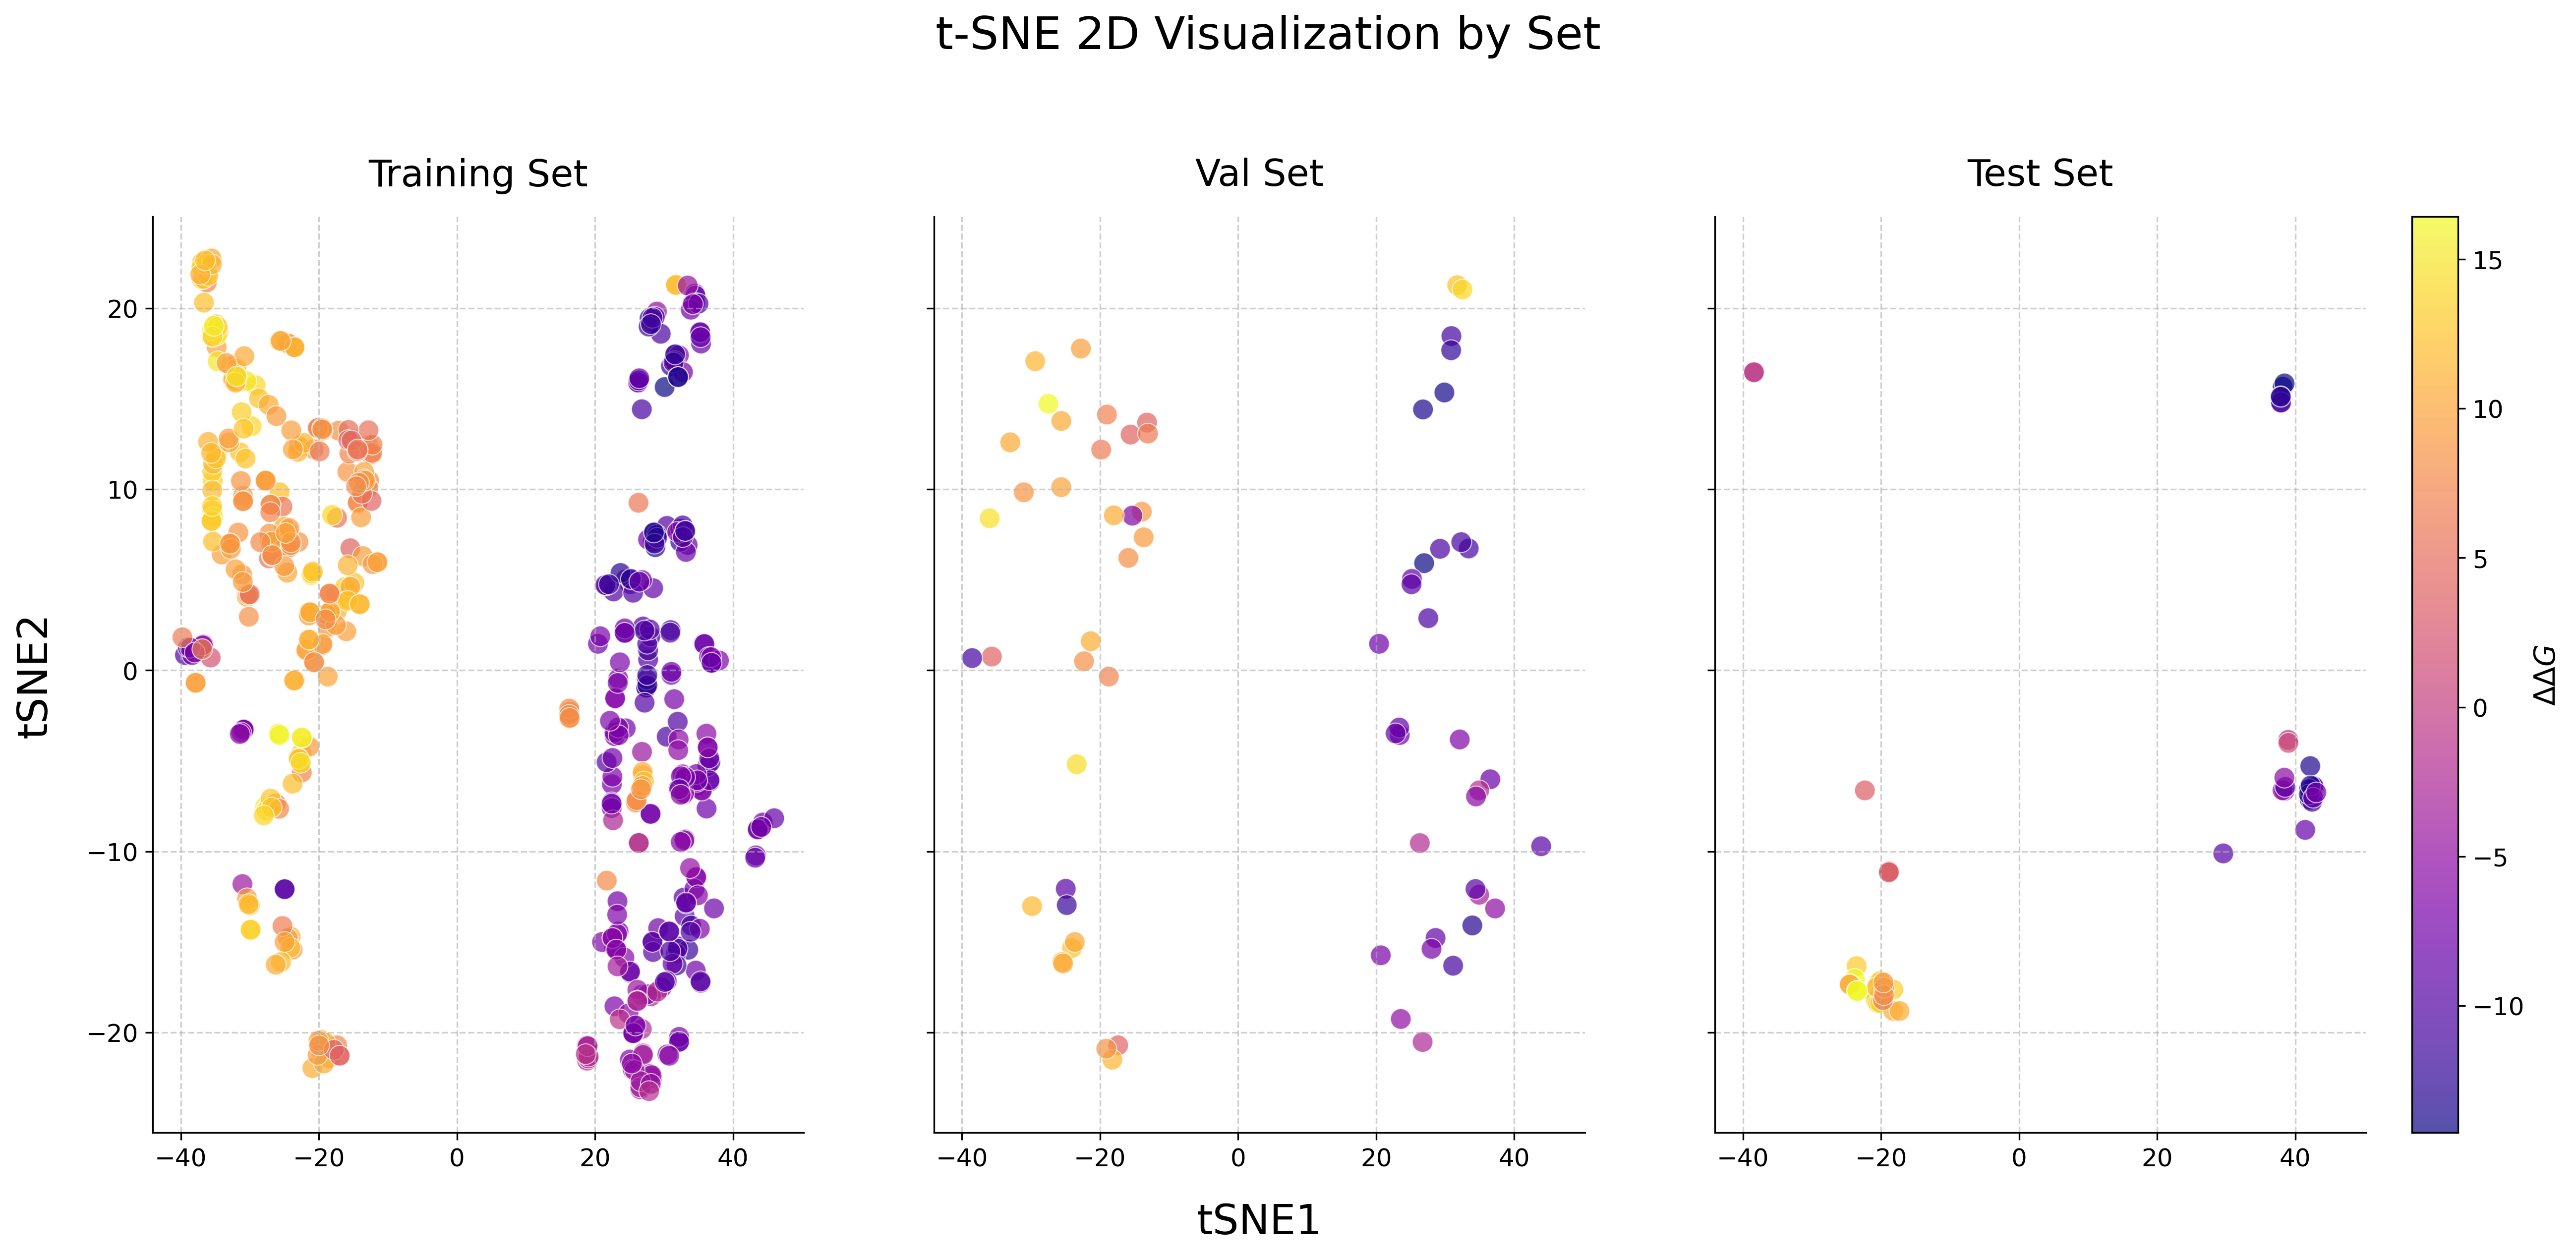 t-SNE 2D Visualization by Set
Training Set
Val Set
Test Set
tSNE2
20
10
0
−10
−20
−40 −20 0 20 40
−40 −20 0 20 40
−40 −20 0 20 40
tSNE1
15
10
5
0
−5
−10
ΔΔG